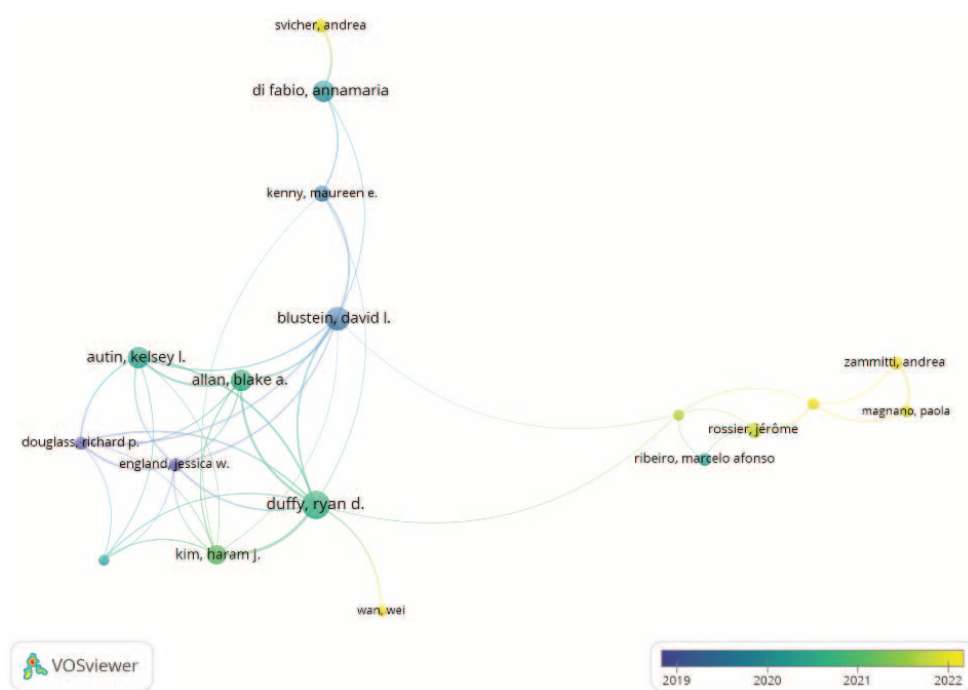 svicher, andrea
di fabio, annamaria
kenny, maureen e.
blustein, david l.
autin, kelsey l.
allan, blake a.
zammitti, andrea
magnano, paola
rossier, jérôme
douglass, richard p.
ribeiro, marcelo afonso
england, jessica w.
duffy, ryan d.
kim, haram j.
wan, wei
VOSviewer
2019 2020 2021 2022